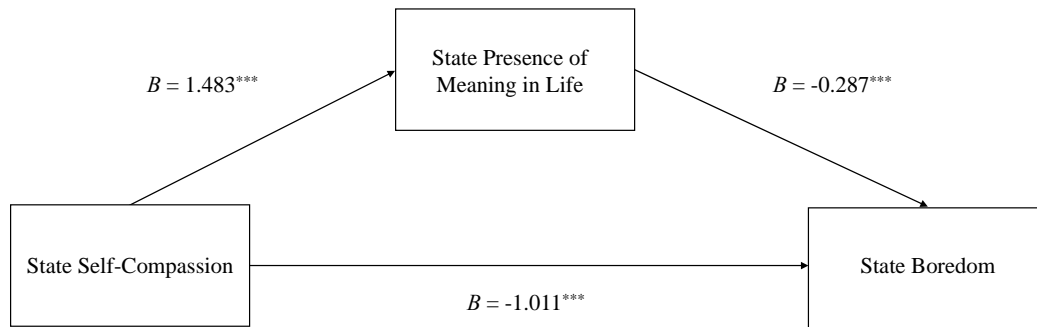 State Presence of
Meaning in Life
B = 1.483***
B = -0.287***
State Self-Compassion
State Boredom
B = -1.011***